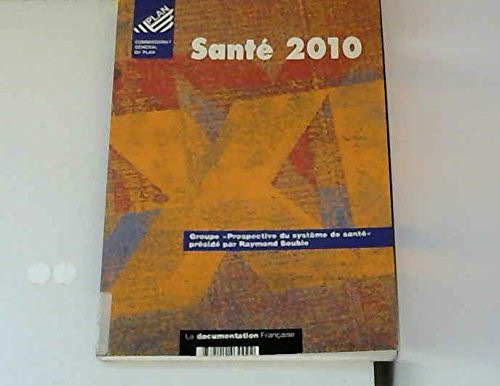 PLAN
COMMISSARIAT
GÉNÉRAL
DU PLAN
Santé 2010
Groupe «Prospective du système de santé»
présidé par Raymond Soubie
La documentation Française